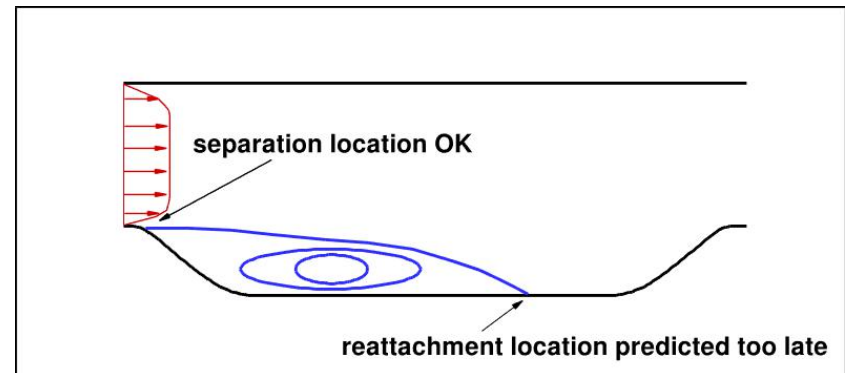 separation location OK
reattachment location predicted too late